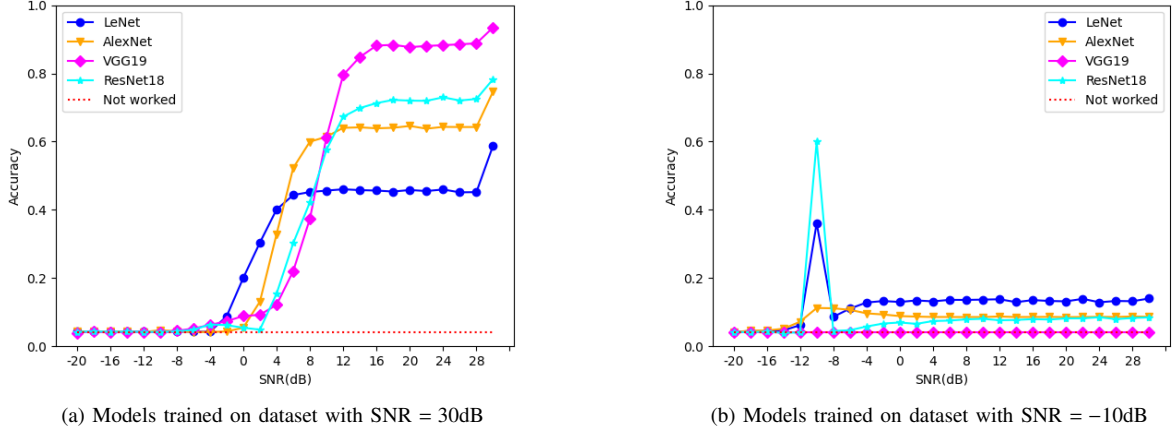 1.0
0.8
0.6
0.4
0.2
0.0
Accuracy
LeNet
AlexNet
VGG19
ResNet18
Not worked
-20 -16 -12 -8 -4 0 4 8 12 16 20 24 28
SNR(dB)
(a) Models trained on dataset with SNR = 30dB
1.0
0.8
0.6
0.4
0.2
0.0
Accuracy
LeNet
AlexNet
VGG19
ResNet18
Not worked
-20 -16 -12 -8 -4 0 4 8 12 16 20 24 28
SNR(dB)
(b) Models trained on dataset with SNR = −10dB